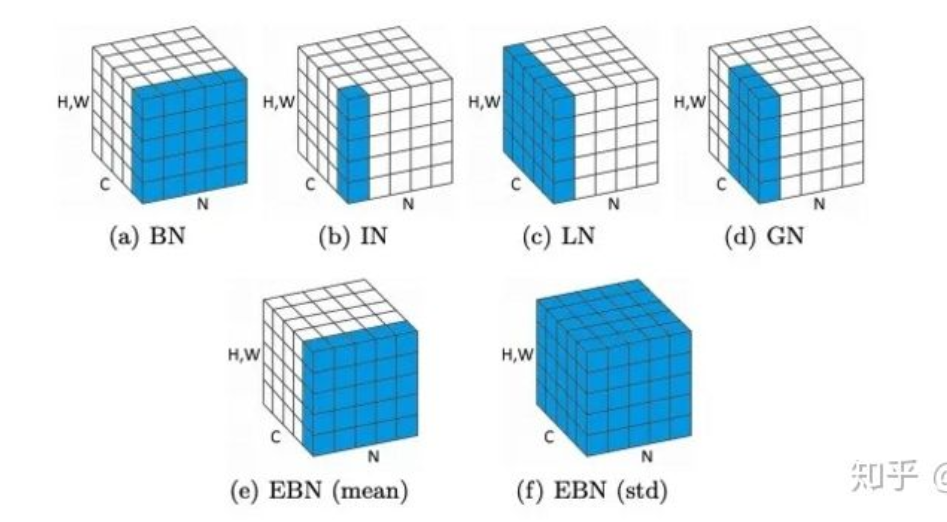 H,W H,W H,W H,W
C N C N C N C N
(a) BN (b) IN (c) LN (d) GN
H,W H,W
C N C N
(e) EBN (mean) (f) EBN (std)
知乎 @